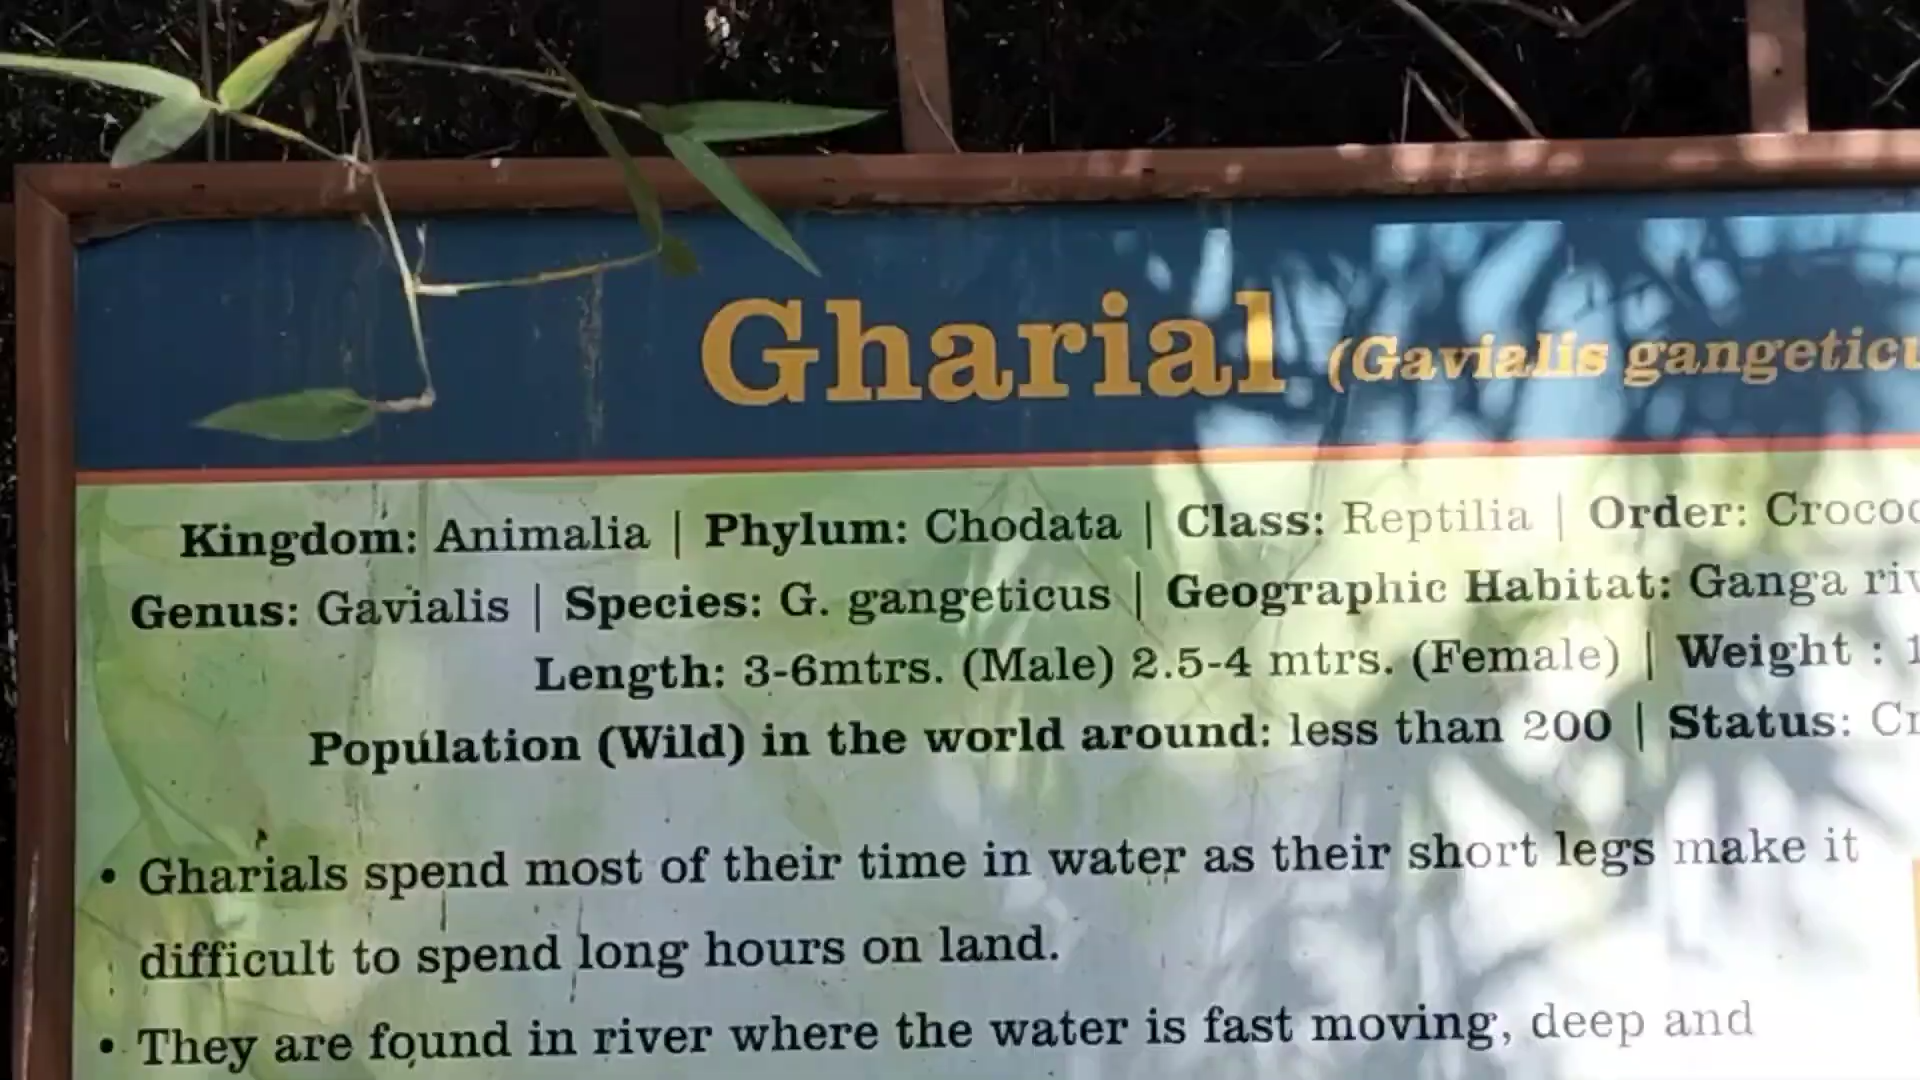 Gharial (Gavialis gangeticu
Kingdom: Animalia | Phylum: Chodata | Class: Reptilia | Order: Croco
Genus: Gavialis | Species: G. gangeticus | Geographic Habitat: Ganga
Length: 3-6mtrs. (Male) 2.5-4 mtrs. (Female) | Weight :
Population (Wild) in the world around: less than 200 | Status:
• Gharials spend most of their time in water as their short legs make it
difficult to spend long hours on land.
• They are found in river where the water is fast moving, deep and